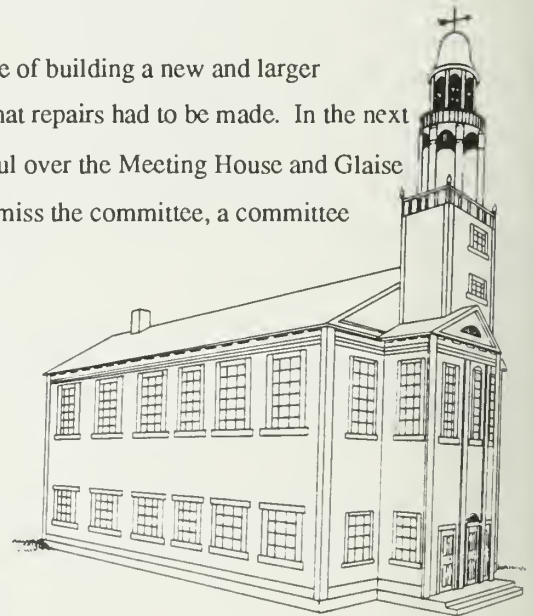 e of building a new and larger
hat repairs had to be made. In the next
ul over the Meeting House and Glaise
miss the committee, a committee